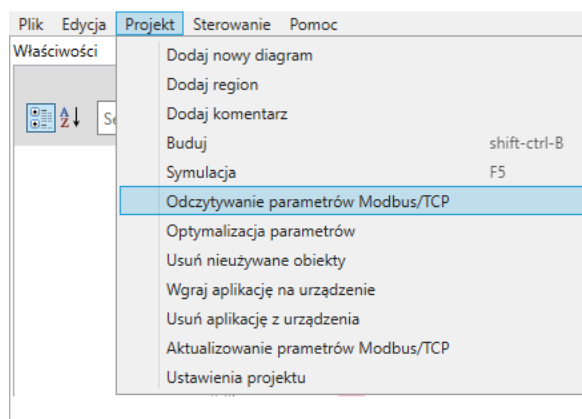 Plik Edycja Projekt Sterowanie Pomoc
Właściwości
Dodaj nowy diagram
Dodaj region
Dodaj komentarz
Buduj shift-ctrl-B
Symulacja F5
Odczytywanie parametrów Modbus/TCP
Optymalizacja parametrów
Usuń nieużywane obiekty
Wgraj aplikację na urządzenie
Usuń aplikację z urządzenia
Aktualizowanie prametrów Modbus/TCP
Ustawienia projektu